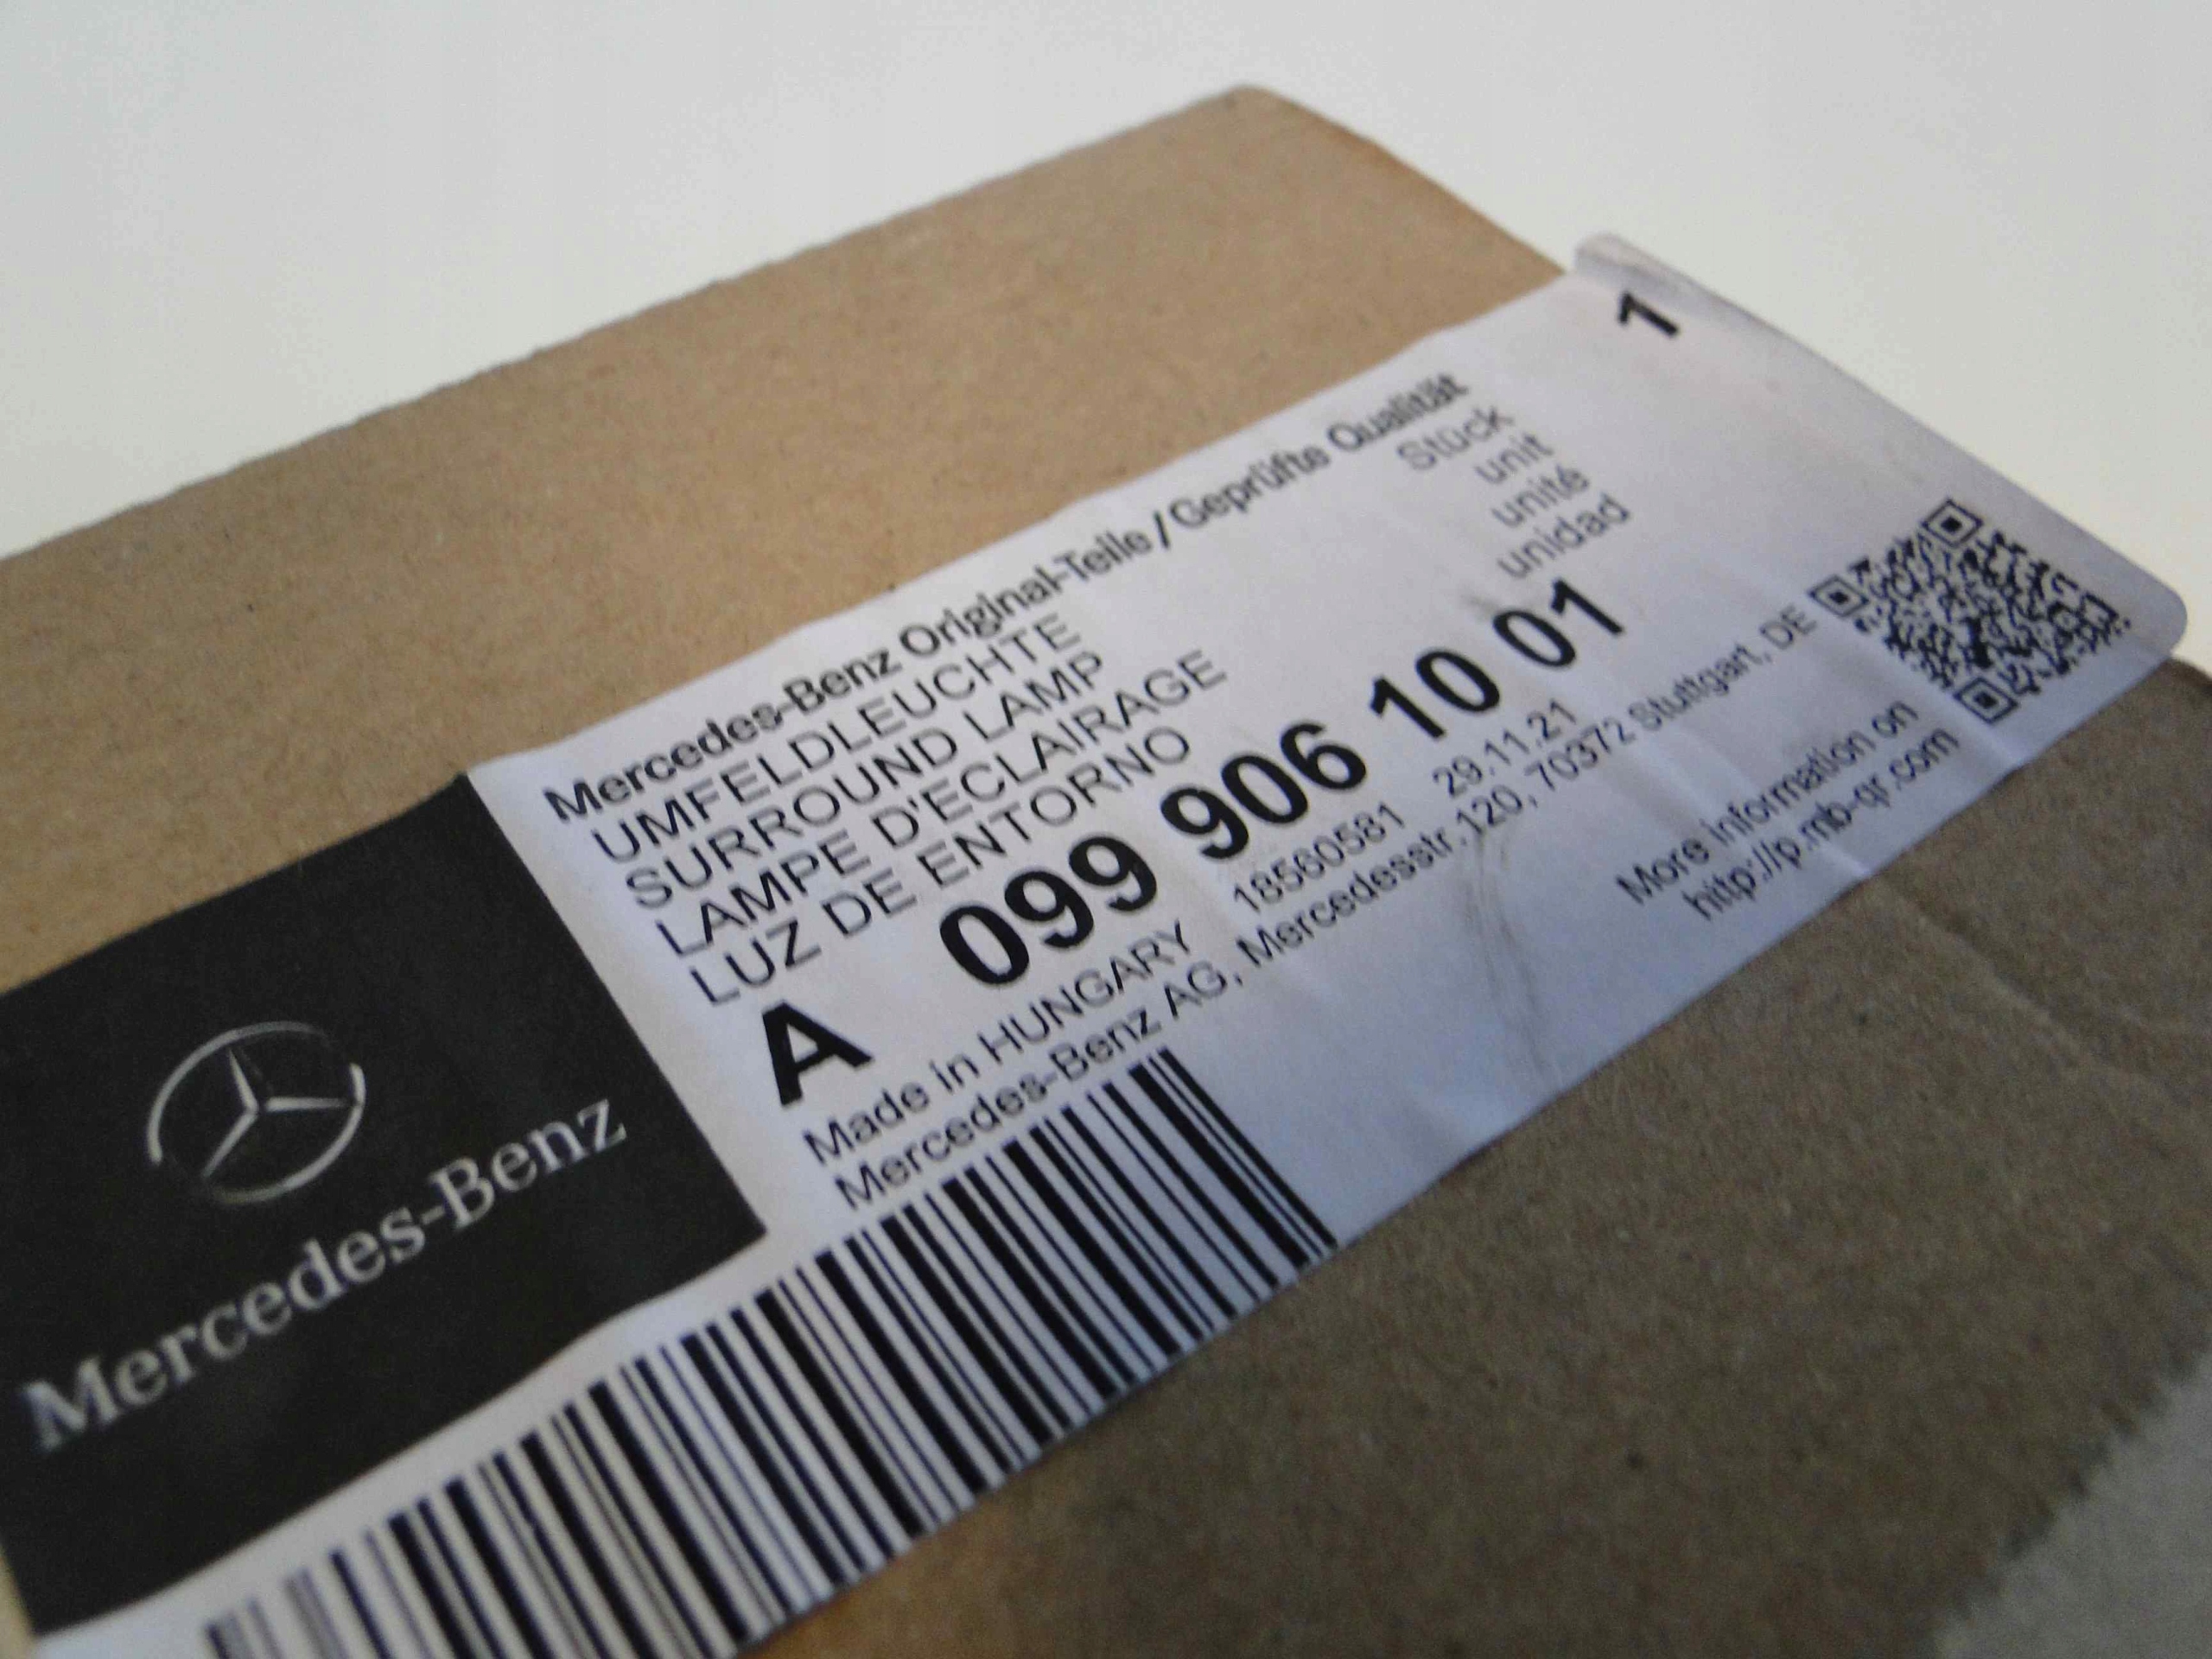 Mercedes-Benz
Mercedes-Benz Original-Teile / Geprüfte Qualität
UMFELDLEUCHTE
SURROUND LAMP
LAMPE D'ECLAIRAGE
LUZ DE ENTORNO
Stück 1
unit
unité
unidad
A 099 906 10 01
Made in HUNGARY 18560581 29.11.21
Mercedes-Benz AG, Mercedesstr.120, 70372 Stuttgart, DE
More information on
http://p.mb-qr.com